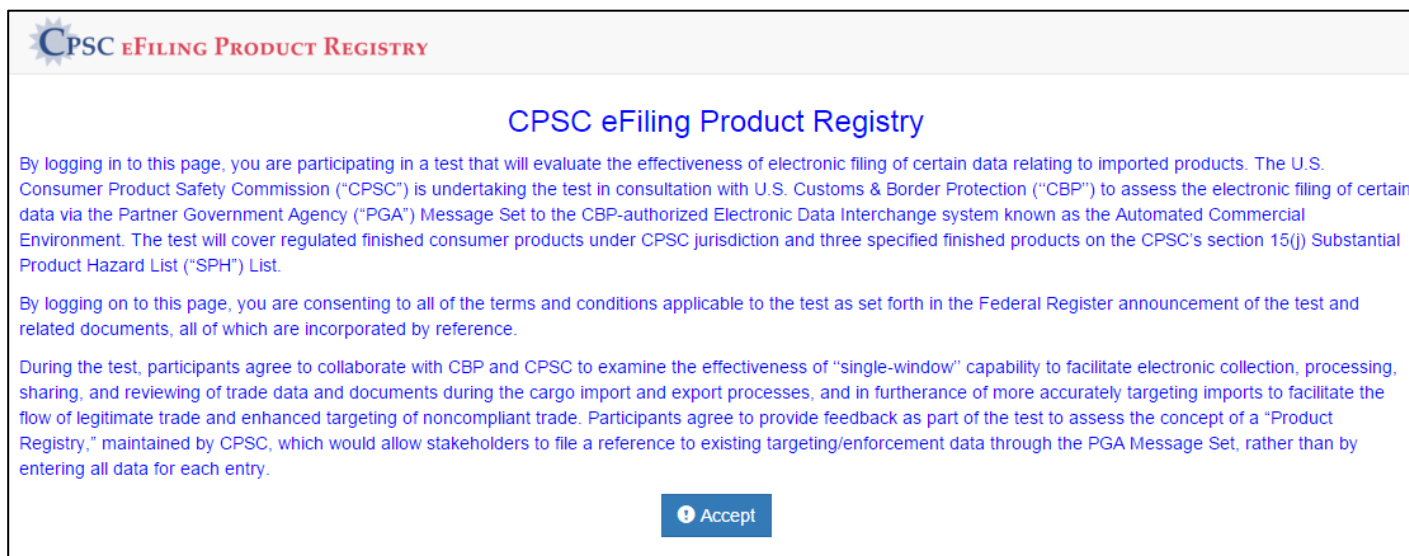 CPSC eFiling Product Registry
CPSC eFiling Product Registry
By logging in to this page, you are participating in a test that will evaluate the effectiveness of electronic filing of certain data relating to imported products. The U.S.
Consumer Product Safety Commission (“CPSC”) is undertaking the test in consultation with U.S. Customs & Border Protection (“CBP”) to assess the electronic filing of certain
data via the Partner Government Agency (“PGA”) Message Set to the CBP-authorized Electronic Data Interchange system known as the Automated Commercial
Environment. The test will cover regulated finished consumer products under CPSC jurisdiction and three specified finished products on the CPSC’s section 15(j) Substantial
Product Hazard List (“SPH”) List.
By logging on to this page, you are consenting to all of the terms and conditions applicable to the test as set forth in the Federal Register announcement of the test and
related documents, all of which are incorporated by reference.
During the test, participants agree to collaborate with CBP and CPSC to examine the effectiveness of “single-window” capability to facilitate electronic collection, processing,
sharing, and reviewing of trade data and documents during the cargo import and export processes, and in furtherance of more accurately targeting imports to facilitate the
flow of legitimate trade and enhanced targeting of noncompliant trade. Participants agree to provide feedback as part of the test to assess the concept of a “Product
Registry,” maintained by CPSC, which would allow stakeholders to file a reference to existing targeting/enforcement data through the PGA Message Set, rather than by
entering all data for each entry.
Accept